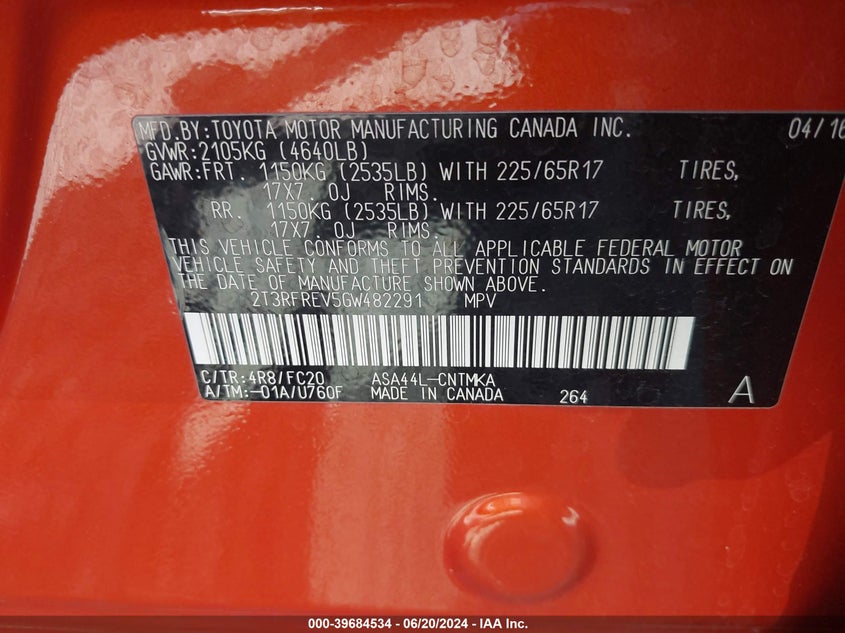 MFD.BY:TOYOTA MOTOR MANUFACTURING CANADA INC. 04/16
GVWR:2105KG (4640LB)
GAWR:FRT. 1150KG (2535LB) WITH 225/65R17 TIRES,
17X7.0J RIMS.
RR. 1150KG (2535LB) WITH 225/65R17 TIRES,
17X7.0J RIMS.
THIS VEHICLE CONFORMS TO ALL APPLICABLE FEDERAL MOTOR
VEHICLE SAFETY AND THEFT PREVENTION STANDARDS IN EFFECT ON
THE DATE OF MANUFACTURE SHOWN ABOVE.
2T3RFREV5GW482291 MPV
C/TR:4R8/FC20 ASA44L-CNTMKA
A/TM:-01A/U760F MADE IN CANADA 264 A
000-39684534 - 06/20/2024 - IAA Inc.